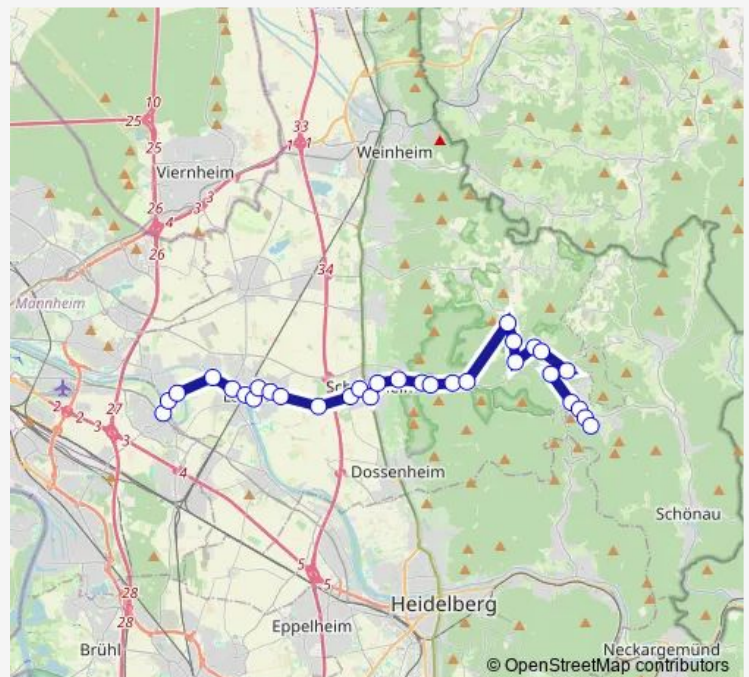 10
25
25
33
1
1
Weinheim
Viernheim
3
3
26
4
26
34
Mannheim
27
2
2
3
3
4
Dossenheim
Schönau
5
5
28
28
Heidelberg
Eppelheim
Brühl
Neckargemünd
© OpenStreetMap contributors